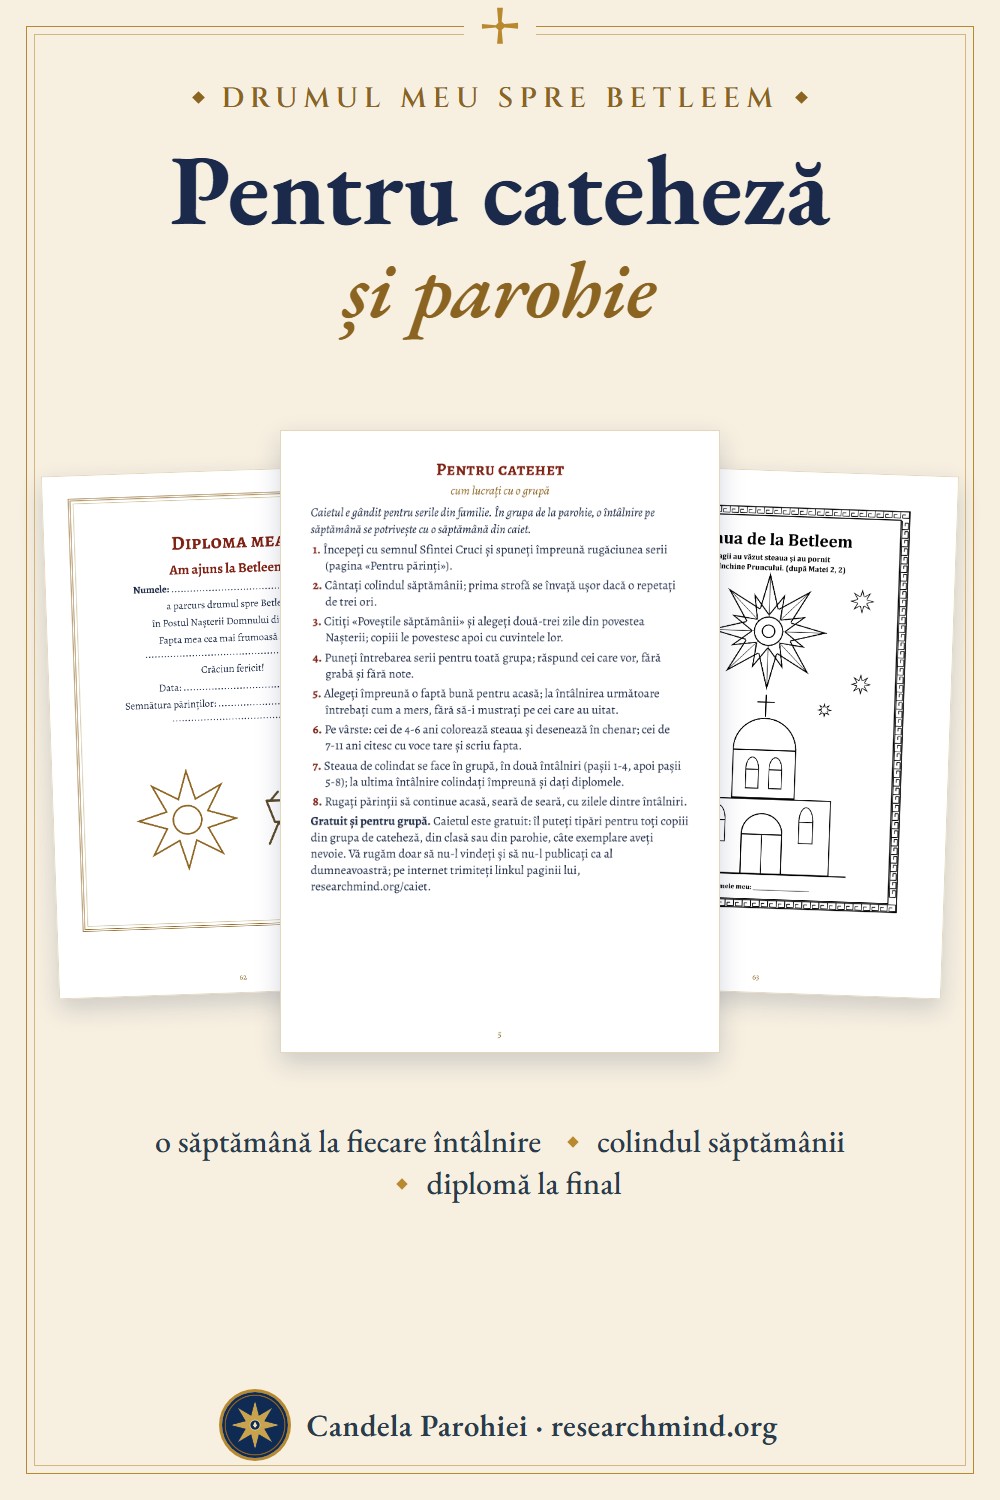 DRUMUL MEU SPRE BETLEEM
Pentru cateheză
și parohie
DIPLOMA MEA
Am ajuns la Betleem
Numele:
a parcurs drumul spre
în Postul Nașterii Domnului
Fapta mea cea mai frumoasă
Crăciun fericit!
Data:
Semnătura părinților:
62
PENTRU CATEHET
cum lucrați cu o grupă
Caietul e gândit pentru serile din familie. În grupa de la parohie, o întâlnire pe
săptămână se potrivește cu o săptămână din caiet.
1. Începeți cu semnul Sfintei Cruci și spuneți împreună rugăciunea serii
(pagina «Pentru părinți»).
2. Cântați colindul săptămânii; prima strofă se învață ușor dacă o repetați
de trei ori.
3. Citiți «Poveștile săptămânii» și alegeți două-trei zile din povestea
Nașterii; copiii le povestesc apoi cu cuvintele lor.
4. Puneți întrebarea serii pentru toată grupa; răspund cei care vor, fără
grabă și fără note.
5. Alegeți împreună o faptă bună pentru acasă; la întâlnirea următoare
întrebați cum a mers, fără să-i mustrați pe cei care au uitat.
6. Pe vârste: cei de 4-6 ani colorează steaua și desenează în chenar; cei de
7-11 ani citesc cu voce tare și scriu fapta.
7. Steaua de colindat se face în grupă, în două întâlniri (pașii 1-4, apoi pașii
5-8); la ultima întâlnire colindați împreună și dați diplomele.
8. Rugați părinții să continue acasă, seară de seară, cu zilele dintre întâlniri.
Gratuit și pentru grupă. Caietul este gratuit: îl puteți tipări pentru toți copiii
din grupa de cateheză, din clasă sau din parohie, câte exemplare aveți
nevoie. Vă rugăm doar să nu-l vindeți și să nu-l publicați ca al
dumneavoastră; pe internet trimiteți linkul paginii lui,
researchmind.org/caiet.
5
de la Betleem
au văzut steaua și au pornit
închine Pruncului. (după Matei 2, 2)
meu:
63
o săptămână la fiecare întâlnire ◆ colindul săptămânii
◆ diplomă la final
Candela Parohiei · researchmind.org